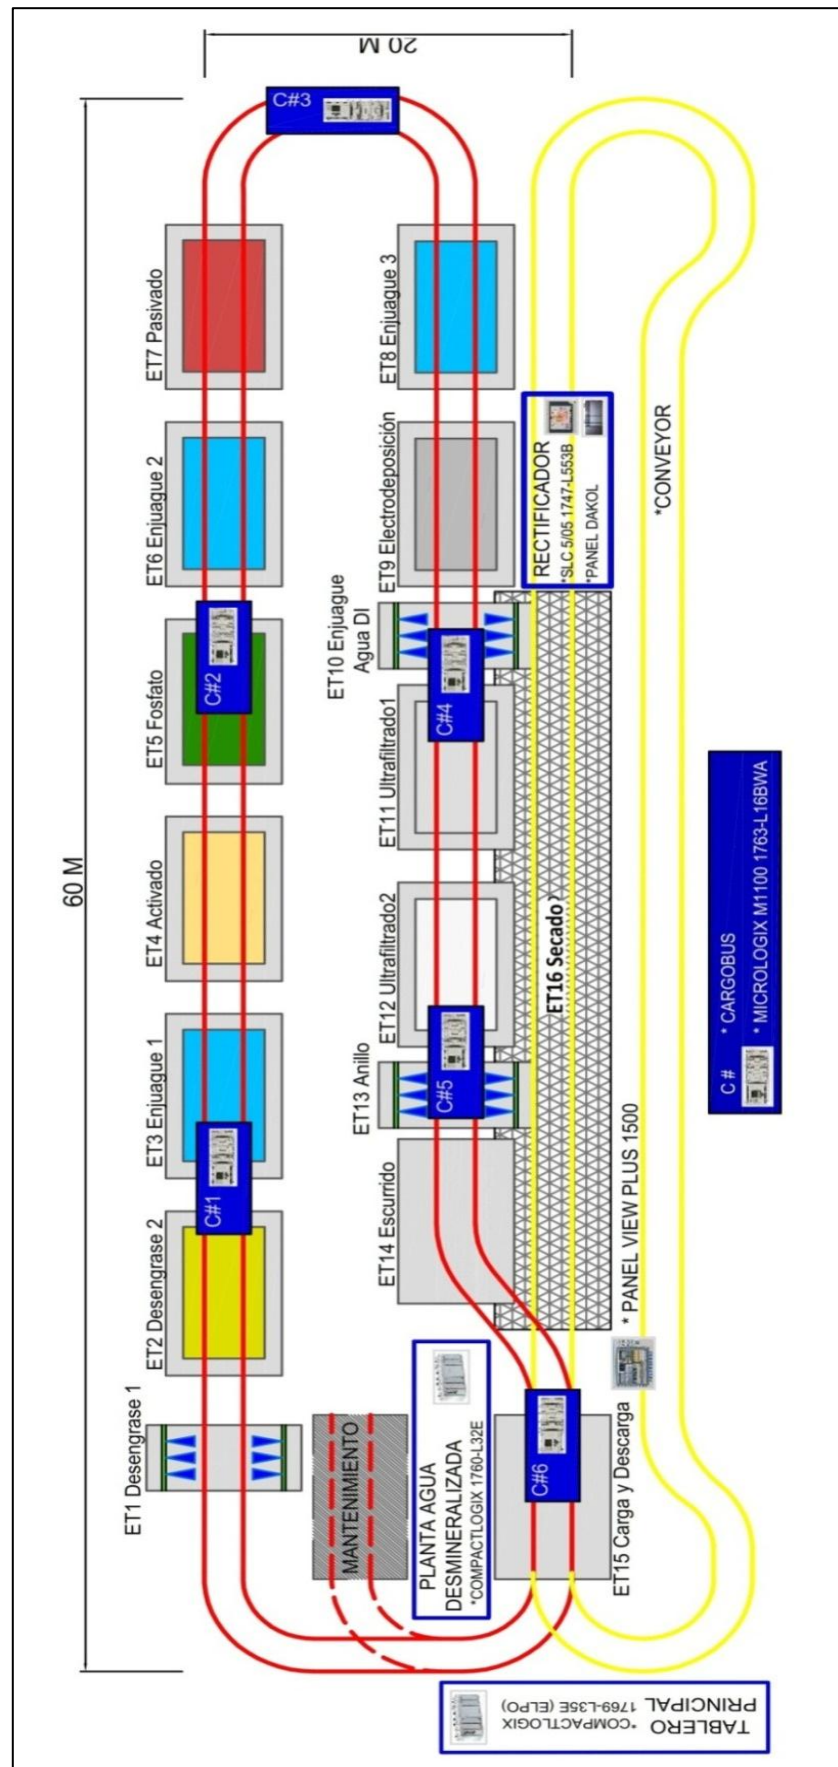 20 M
60 M
C#3
ET7 Pasivado
ET8 Enjuague 3
ET6 Enjuague 2
ET9 Electrodeposición
RECTIFICADOR
*SLC 5/05 1747-L553B
*PANEL DAKOL
*CONVEYOR
C#2
ET5 Fosfato
ET10 Enjuague
Agua DI
C#4
ET11 Ultrafiltrado1
ET4 Activado
ET12 Ultrafiltrado2
ET16 Secado
C #
* CARGOBUS
* MICROLOGIX M1100 1763-L16BWA
ET3 Enjuague 1
C#1
ET13 Anillo
C#5
ET2 Desengrase 2
ET14 Escurrido
* PANEL VIEW PLUS 1500
ET1 Desengrase 1
MANTENIMIENTO
PLANTA AGUA
DESMINERALIZADA
*COMPACTLOGIX 1760-L32E
C#6
ET15 Carga y Descarga
TABLERO
PRINCIPAL
*COMPACTLOGIX
1769-L35E (ELPO)